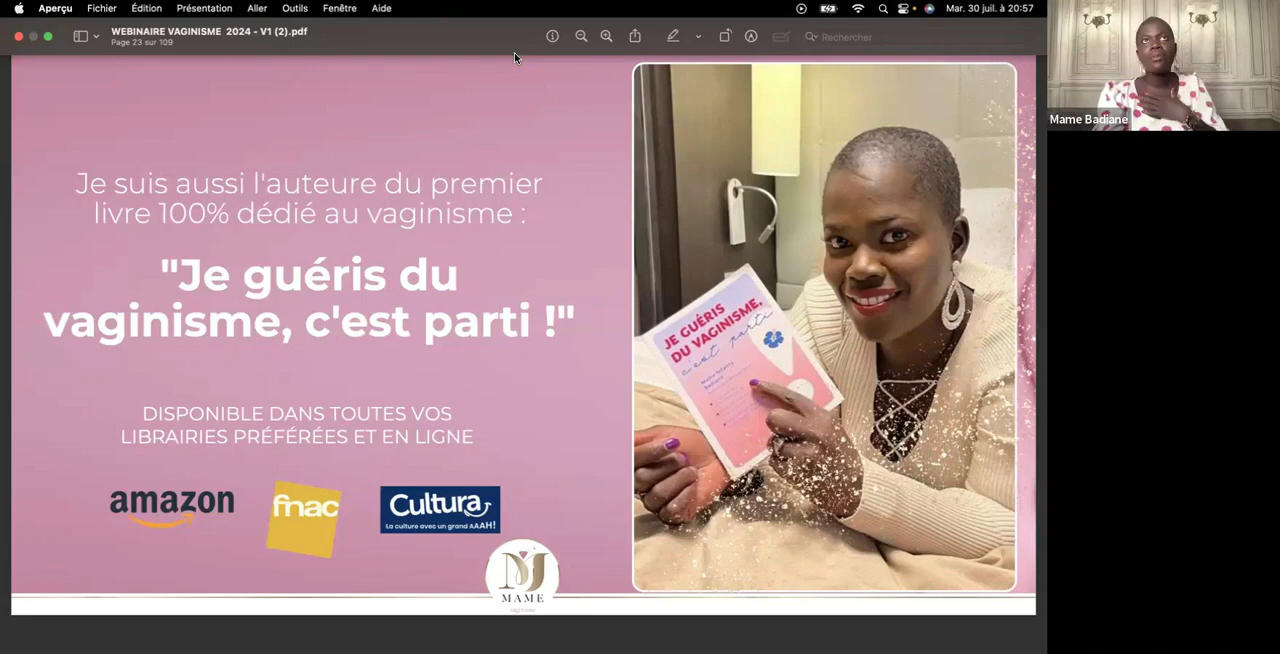 Aperçu Fichier Édition Présentation Aller Outils Fenêtre Aide Mar. 30 juil. à 20:57
WEBINAIRE VAGINISME 2024 - V1 (2).pdf
Page 23 sur 109
Rechercher
Mame Badiane
Je suis aussi l'auteure du premier
livre 100% dédié au vaginisme :
"Je guéris du
vaginisme, c'est parti !"
DISPONIBLE DANS TOUTES VOS
LIBRAIRIES PRÉFÉRÉES ET EN LIGNE
amazon
fnac
Cultura
La culture avec un grand AAAH!
MAME
JE GUÉRIS
DU VAGINISME,
c'est parti